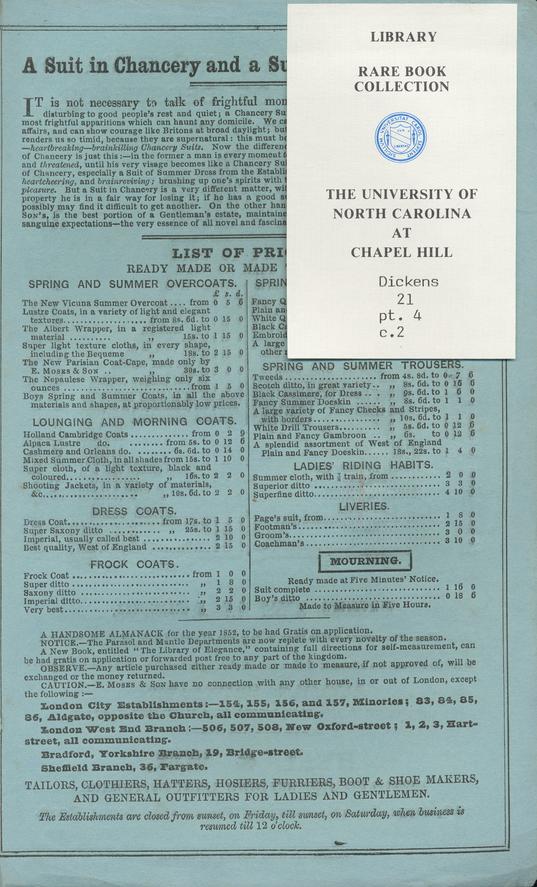 LIBRARY
RARE BOOK
COLLECTION
THE UNIVERSITY OF
NORTH CAROLINA
AT
CHAPEL HILL
Dickens
21
pt. 4
c.2
A Suit in Chancery and a Su
IT is not necessary to talk of frightful mon
disturbing to good people's rest and quiet; a Chancery Su
most frightful apparitions which can haunt any domicile. We ca
affairs, and can show courage like Britons at broad daylight; but
renders us so timid, because they are supernatural: this must be
—heartbreaking—brainkilling Chancery Suits. Now the differenc
of Chancery is just this:—in the former a man is every moment
and threatened, until his visage becomes like a Chancery Su
of Chancery, especially a Suit of Summer Dress from the Establi
heartcheering, and brainreviving; brushing up one's spirits with
pleasure. But a Suit in Chancery is a very different matter, wi
property he is in a fair way for losing it; if he has a good s
possibly may find it difficult to get another. On the other han
Son's, is the best portion of a Gentleman's estate, maintaine
sanguine expectations—the very essence of all novel and fascina
LIST OF PRI
READY MADE OR MADE
SPRING AND SUMMER OVERCOATS.
£ s. d.
The New Vicuna Summer Overcoat .... from 0 5 6
Lustre Coats, in a variety of light and elegant
textures............ from 8s. 6d. to 0 15 0
The Albert Wrapper, in a registered light
material .......... „ 15s. to 1 15 0
Super light texture cloths, in every shape,
including the Bequeme „ 18s. to 2 15 0
The New Parisian Coat-Cape, made only by
E. Moses & Son .. „ 30s. to 3 0 0
The Nepaulese Wrapper, weighing only six
ounces .................... from 1 5 0
Boys Spring and Summer Coats, in all the above
materials and shapes, at proportionably low prices.
LOUNGING AND MORNING COATS.
Holland Cambridge Coats ........ from 0 2 9
Alpaca Lustre do. ........ from 5s. to 0 12 6
Cashmere and Orleans do. ...... 6s. 6d. to 0 14 0
Mixed Summer Cloth, in all shades from 15s. to 1 10 0
Super cloth, of a light texture, black and
coloured.................... 16s. to 2 2 0
Shooting Jackets, in a variety of materials,
&c................ „ 10s. 6d. to 2 2 0
DRESS COATS.
Dress Coat............ from 17s. to 1 5 0
Super Saxony ditto ........ „ 25s. to 1 15 0
Imperial, usually called best ............ 2 10 0
Best quality, West of England ............ 2 15 0
FROCK COATS.
Frock Coat .................... from 1 0 0
Super ditto .................... „ 1 8 0
Saxony ditto .................... „ 2 2 0
Imperial ditto.................... „ 2 15 0
Very best........................ „ 3 3 0
SPRIN
Fancy Q
Plain an
White Q
Black C
Embroid
A large
other
SPRING AND SUMMER TROUSERS.
Tweeds .................. from 4s. 8d. to 0 7 6
Scotch ditto, in great variety.. „ 8s. 6d. to 0 16 6
Black Cassimere, for Dress .. „ 9s. 6d. to 1 6 0
Fancy Summer Doeskin .. „ 8s. 6d. to 1 1 0
A large variety of Fancy Checks and Stripes,
with borders .......... „ 10s. 6d. to 1 1 0
White Drill Trousers........ „ 5s. 6d. to 0 12 6
Plain and Fancy Gambroon .. „ 6s. to 0 12 6
A splendid assortment of West of England
Plain and Fancy Doeskin...... 18s., 22s. to 1 4 0
LADIES' RIDING HABITS.
Summer cloth, with train, from .......... 2 0 0
Superior ditto .......................... 3 3 0
Superfine ditto.......................... 4 10 0
LIVERIES.
Page's suit, from........................ 1 8 0
Footman's................................ 2 15 0
Groom's.................................. 3 0 0
Coachman's .............................. 3 10 0
MOURNING.
Ready made at Five Minutes' Notice.
Suit complete ............................ 1 16 0
Boy's ditto .............................. 0 18 6
Made to Measure in Five Hours.
A HANDSOME ALMANACK for the year 1852, to be had Gratis on application.
NOTICE.—The Parasol and Mantle Departments are now replete with every novelty of the season.
A New Book, entitled "The Library of Elegance," containing full directions for self-measurement, can
be had gratis on application or forwarded post free to any part of the kingdom.
OBSERVE.—Any article purchased either ready made or made to measure, if not approved of, will be
exchanged or the money returned.
CAUTION.—E. Moses & Son have no connection with any other house, in or out of London, except
the following :—
London City Establishments:—154, 155, 156, and 157, Minories; 83, 84, 85,
86, Aldgate, opposite the Church, all communicating.
London West End Branch:—506, 507, 508, New Oxford-street; 1, 2, 3, Hart-
street, all communicating.
Bradford, Yorkshire Branch, 19, Bridge-street.
Sheffield Branch, 36, Fargate.
TAILORS, CLOTHIERS, HATTERS, HOSIERS, FURRIERS, BOOT & SHOE MAKERS,
AND GENERAL OUTFITTERS FOR LADIES AND GENTLEMEN.
The Establishments are closed from sunset, on Friday, till sunset, on Saturday, when business is
resumed till 12 o'clock.